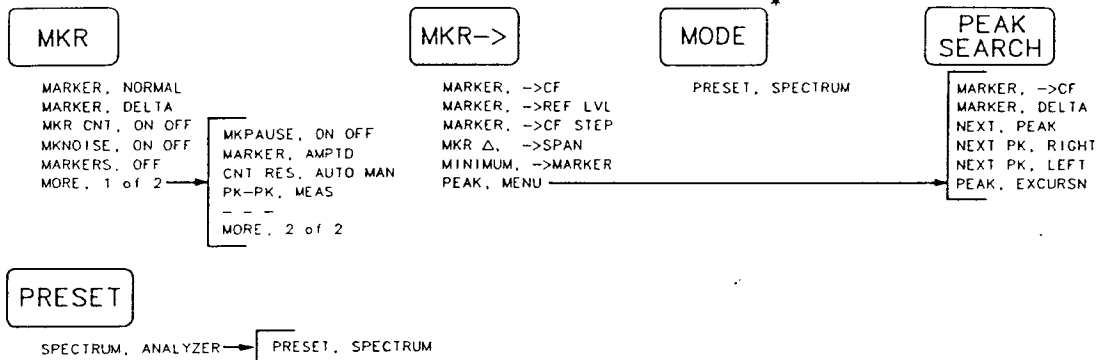 MKR
MARKER, NORMAL
MARKER, DELTA
MKR CNT, ON OFF
MKNOISE, ON OFF
MARKERS, OFF
MORE, 1 of 2
MKPAUSE, ON OFF
MARKER, AMPTD
CNT RES, AUTO MAN
PK-PK, MEAS
- - -
MORE, 2 of 2
MKR->
MARKER, ->CF
MARKER, ->REF LVL
MARKER, ->CF STEP
MKR △, ->SPAN
MINIMUM, ->MARKER
PEAK, MENU
*
MODE
PRESET, SPECTRUM
PEAK
SEARCH
MARKER, ->CF
MARKER, DELTA
NEXT, PEAK
NEXT PK, RIGHT
NEXT PK, LEFT
PEAK, EXCURSN
PRESET
SPECTRUM, ANALYZER
PRESET, SPECTRUM